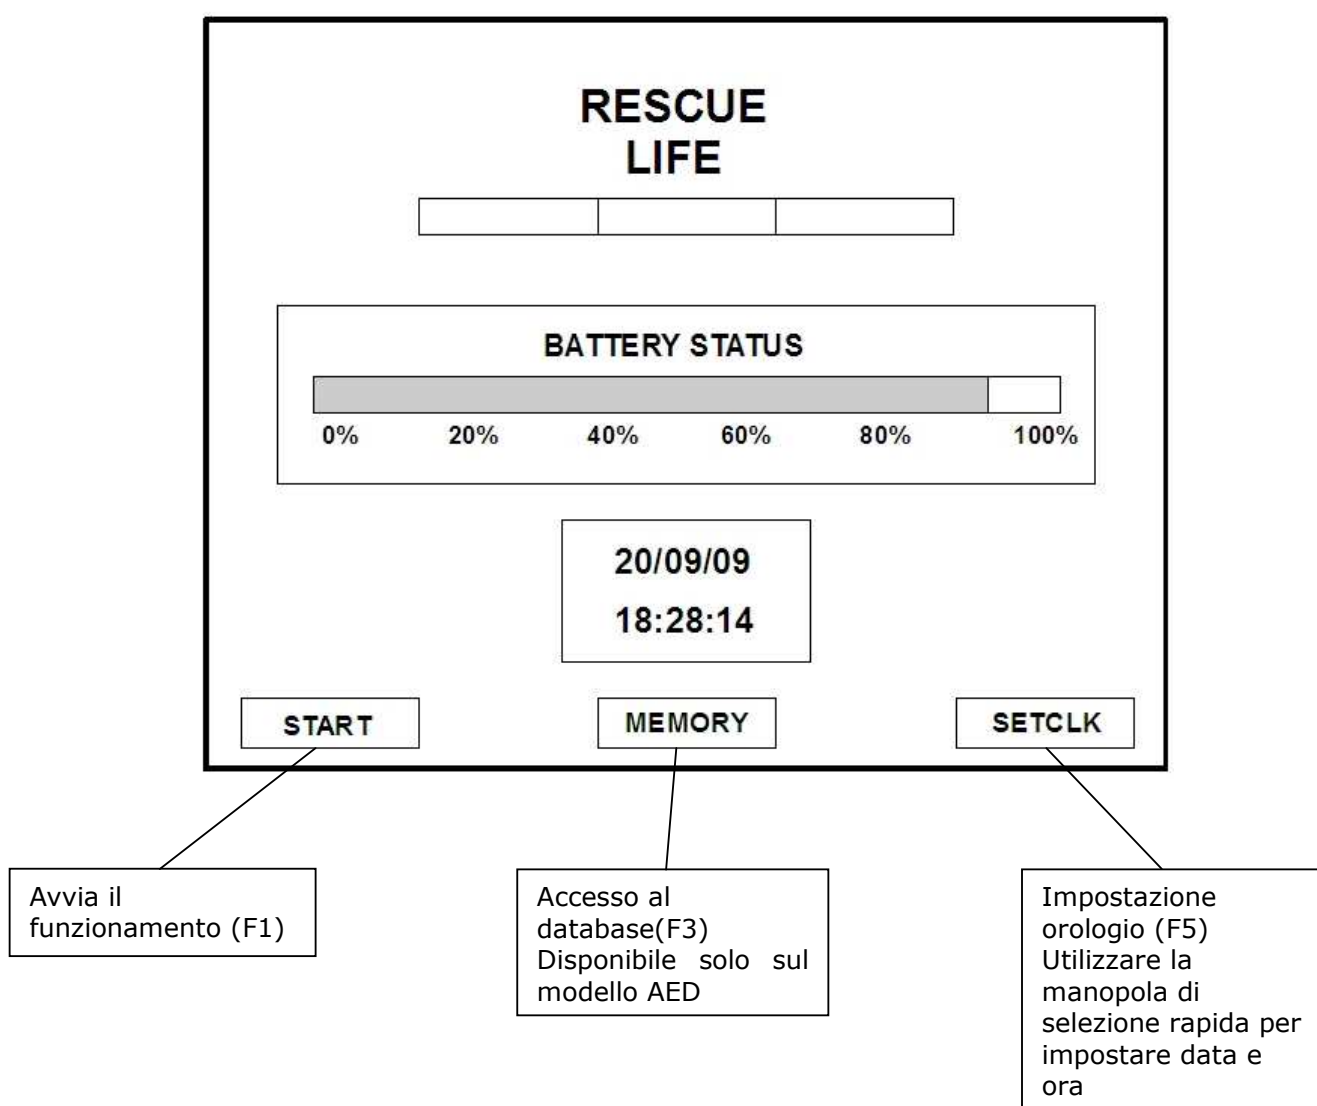 RESCUE
LIFE
BATTERY STATUS
0% 20% 40% 60% 80% 100%
20/09/09
18:28:14
START MEMORY SETCLK
Avvia il
funzionamento (F1)
Accesso al
database(F3)
Disponibile solo sul
modello AED
Impostazione
orologio (F5)
Utilizzare la
manopola di
selezione rapida per
impostare data e
ora